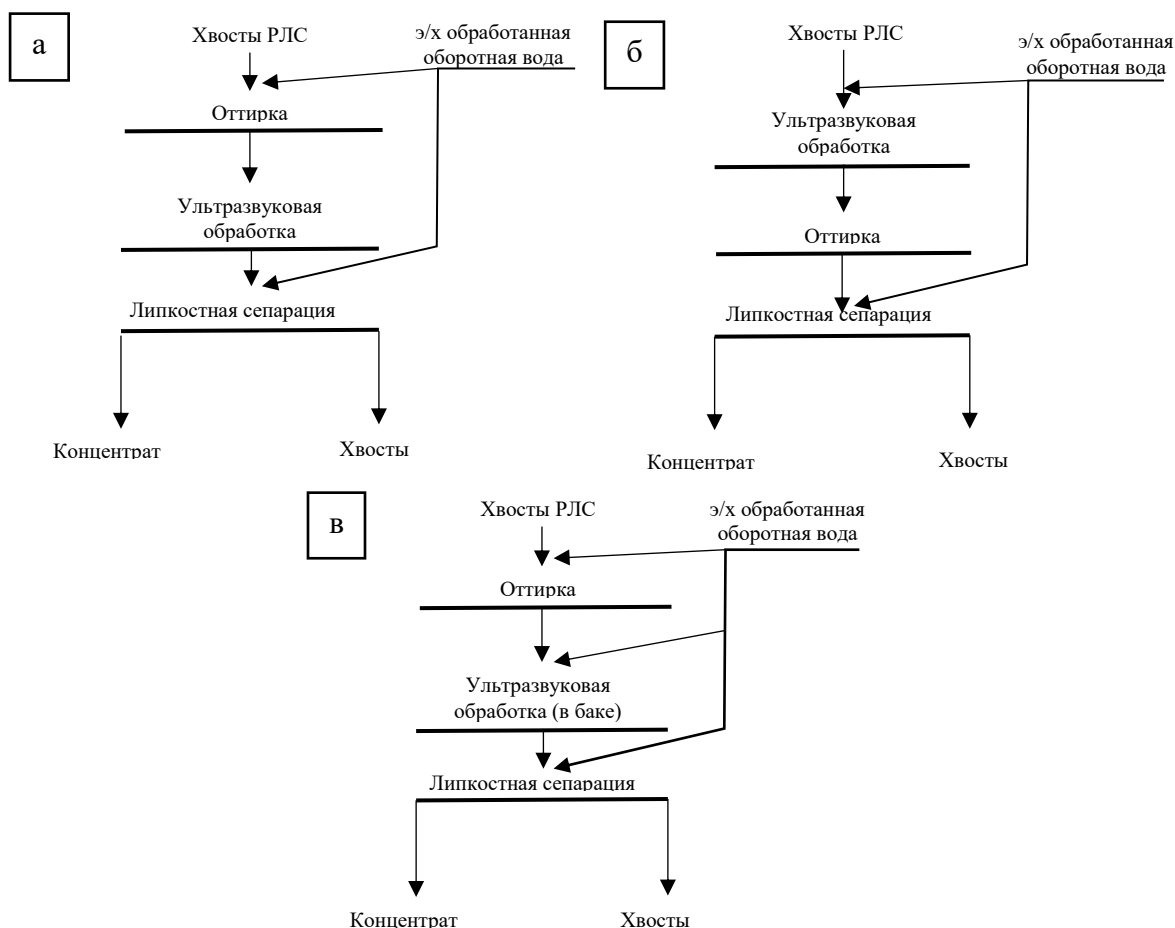 а
Хвосты РЛС
э/х обработанная
оборотная вода
Оттирка
Ультразвуковая
обработка
Липкостная сепарация
Концентрат
Хвосты
б
Хвосты РЛС
э/х обработанная
оборотная вода
Ультразвуковая
обработка
Оттирка
Липкостная сепарация
Концентрат
Хвосты
в
Хвосты РЛС
э/х обработанная
оборотная вода
Оттирка
Ультразвуковая
обработка (в баке)
Липкостная сепарация
Концентрат
Хвосты